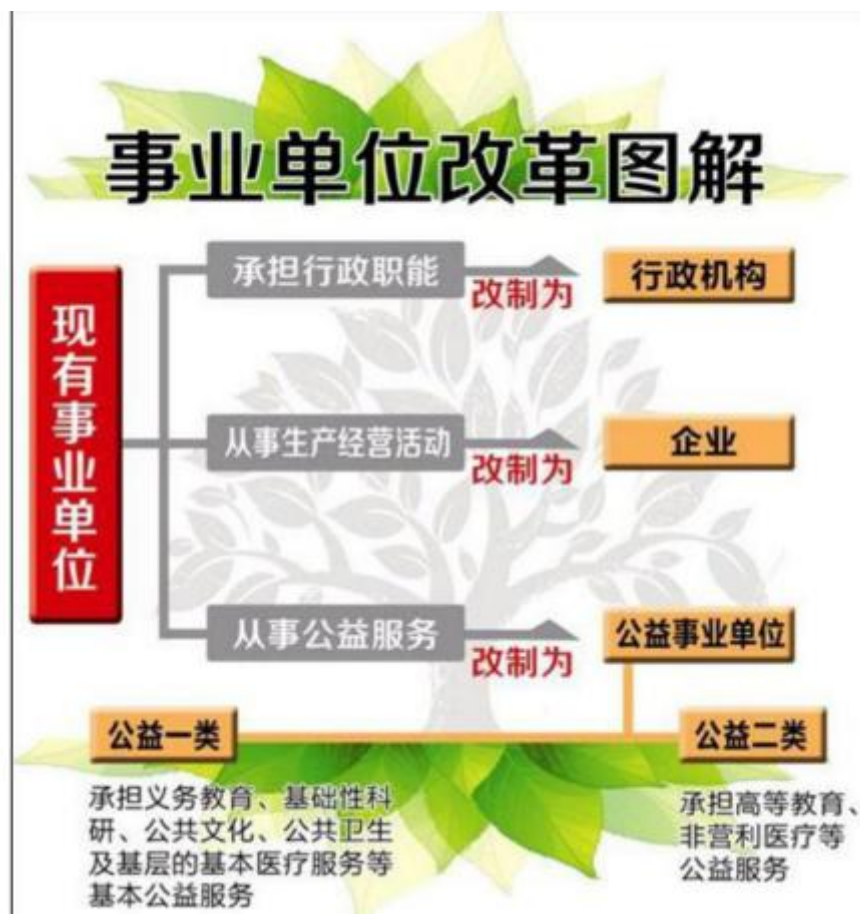 事业单位改革图解
现有事业单位
承担行政职能
改制为
行政机构
从事生产经营活动
改制为
企业
从事公益服务
改制为
公益事业单位
公益一类
承担义务教育、基础性科
研、公共文化、公共卫生
及基层的基本医疗服务等
基本公益服务
公益二类
承担高等教育、
非营利医疗等
公益服务